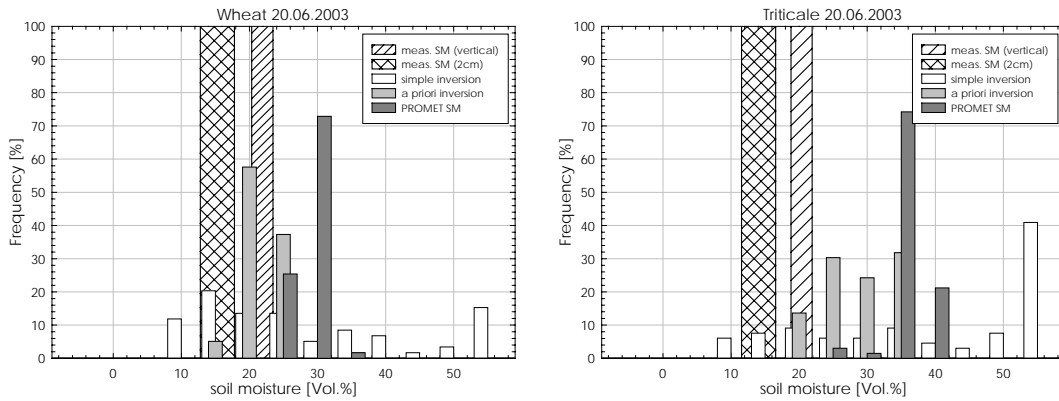 Wheat 20.06.2003
100
90
80
70
60
50
40
30
20
10
0
Frequency [%]
meas. SM (vertical)
meas. SM (2cm)
simple inversion
a priori inversion
PROMET SM
0 10 20 30 40 50
soil moisture [Vol.%]
Triticale 20.06.2003
100
90
80
70
60
50
40
30
20
10
0
Frequency [%]
meas. SM (vertical)
meas. SM (2cm)
simple inversion
a priori inversion
PROMET SM
0 10 20 30 40 50
soil moisture [Vol.%]